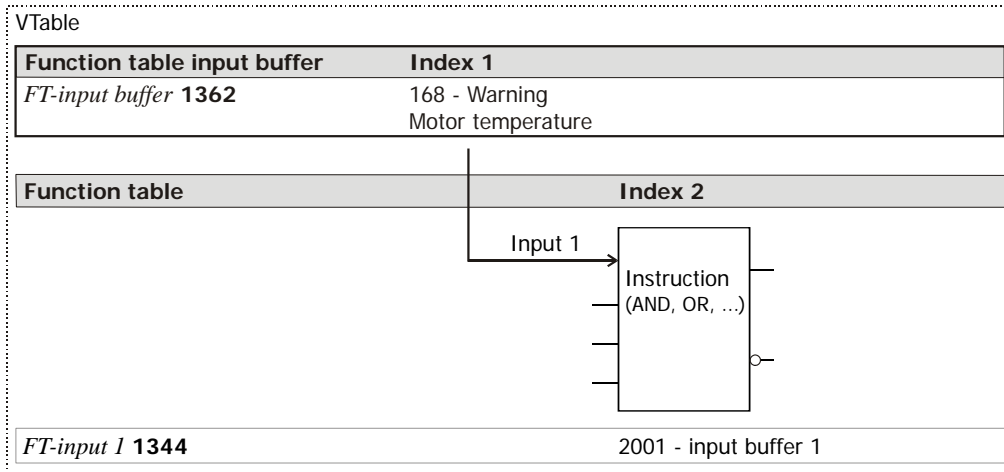 VTable
Function table input buffer Index 1
FT-input buffer 1362 168 - Warning
Motor temperature
Function table Index 2
Input 1
Instruction
(AND, OR, ...)
FT-input 1 1344 2001 - input buffer 1